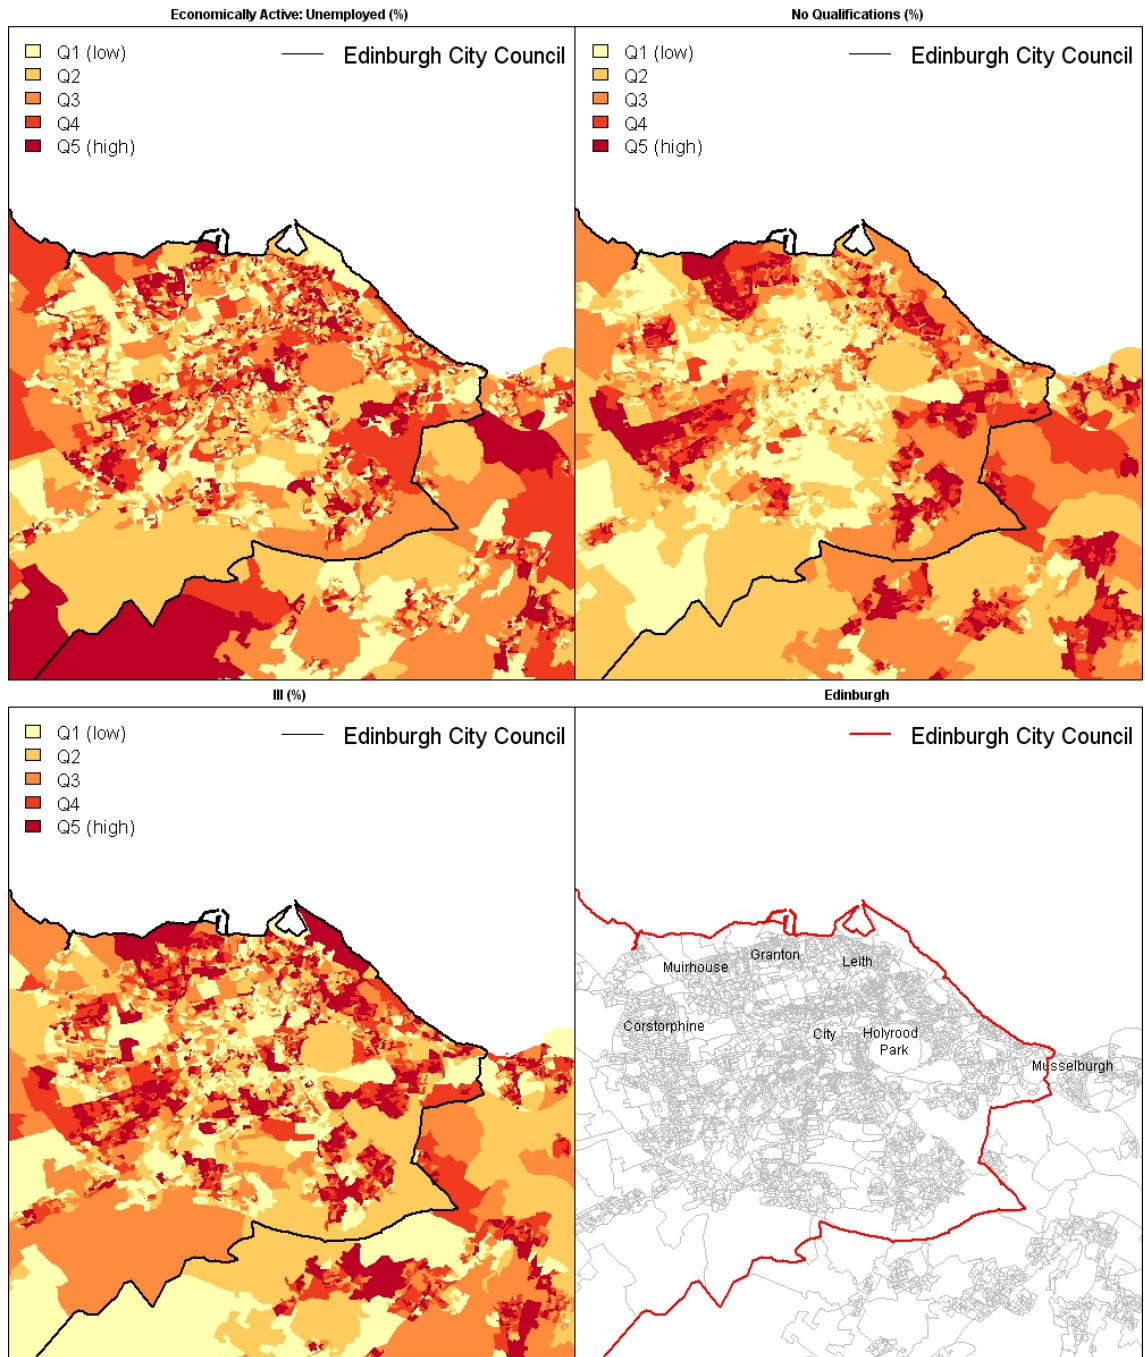 Economically Active: Unemployed (%)
Q1 (low)
Q2
Q3
Q4
Q5 (high)
Edinburgh City Council
No Qualifications (%)
Q1 (low)
Q2
Q3
Q4
Q5 (high)
Edinburgh City Council
Ill (%)
Q1 (low)
Q2
Q3
Q4
Q5 (high)
Edinburgh City Council
Edinburgh
Edinburgh City Council
Granton
Muirhouse
Leith
Corstorphine
City
Holyrood
Park
Musselburgh